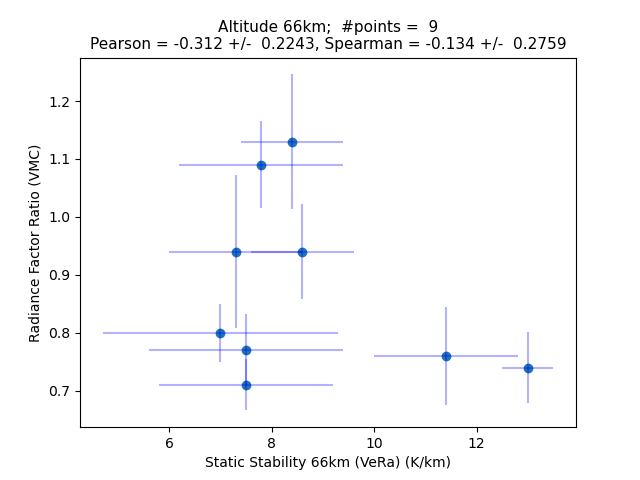 Altitude 66km;  #points =  9
Pearson = -0.312 +/-  0.2243, Spearman = -0.134 +/-  0.2759
1.2
1.1
1.0
0.9
0.8
0.7
Radiance Factor Ratio (VMC)
6
8
10
12
Static Stability 66km (VeRa) (K/km)